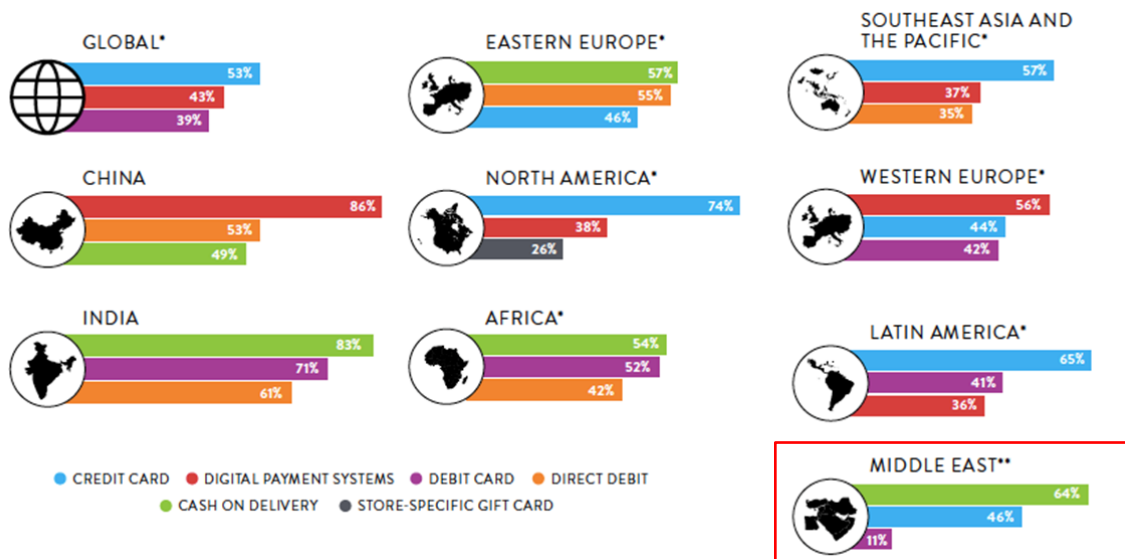 GLOBAL*
53%
43%
39%
EASTERN EUROPE*
57%
55%
46%
SOUTHEAST ASIA AND
THE PACIFIC*
57%
37%
35%
CHINA
86%
53%
49%
NORTH AMERICA*
74%
38%
26%
WESTERN EUROPE*
56%
44%
42%
INDIA
83%
71%
61%
AFRICA*
54%
52%
42%
LATIN AMERICA*
65%
41%
36%
CREDIT CARD DIGITAL PAYMENT SYSTEMS DEBIT CARD DIRECT DEBIT
CASH ON DELIVERY STORE-SPECIFIC GIFT CARD
MIDDLE EAST**
64%
46%
11%